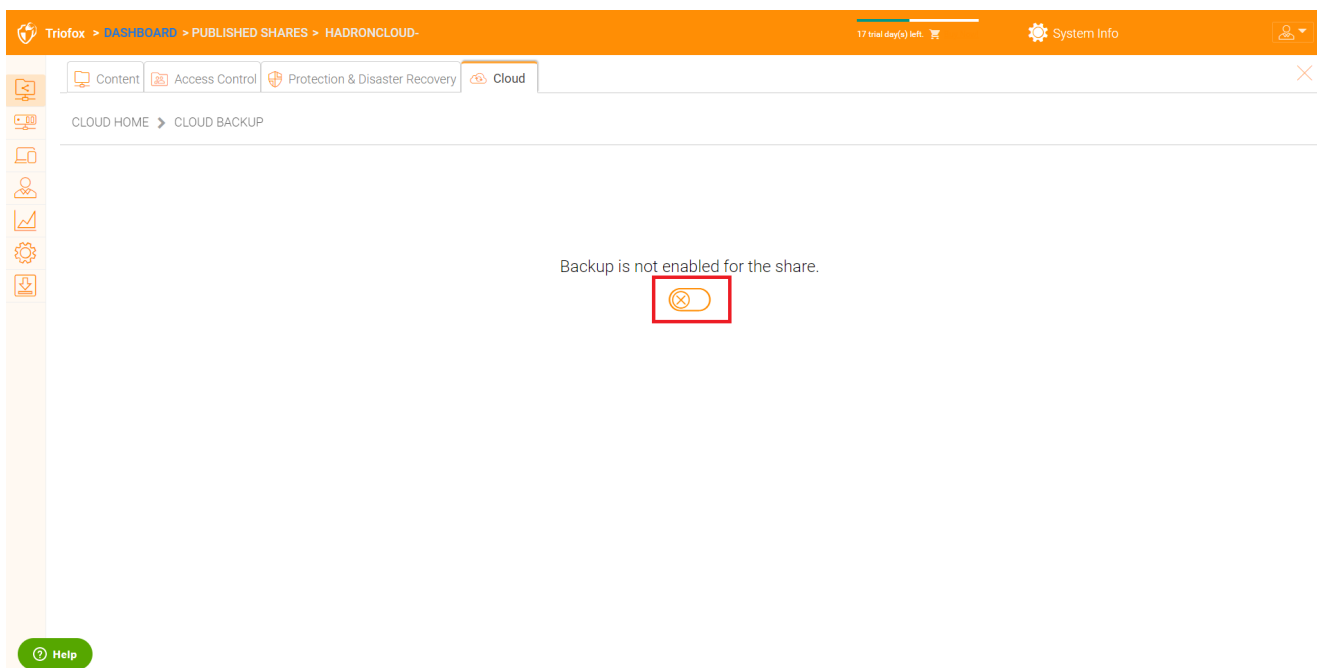 Triofox > DASHBOARD > PUBLISHED SHARES > HADRONCLOUD-
17 trial day(s) left.
System Info
Content
Access Control
Protection & Disaster Recovery
Cloud
CLOUD HOME > CLOUD BACKUP
Backup is not enabled for the share.
Help